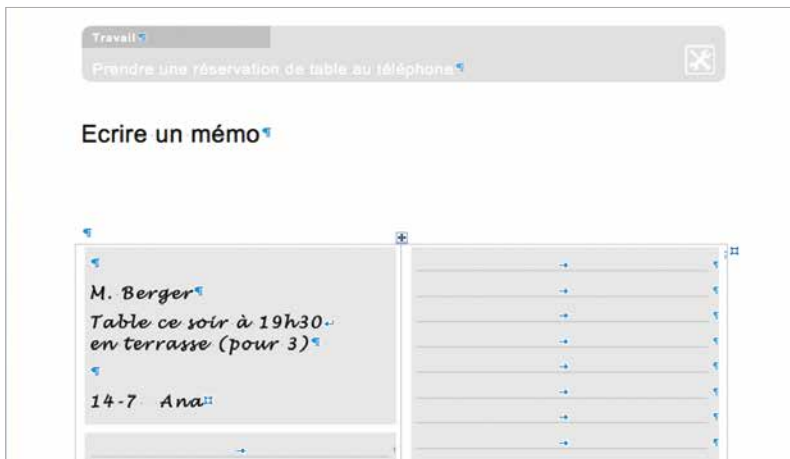 Travail
Prendre une réservation de table au téléphone
Ecrire un mémo
M. Berger
Table ce soir à 19h30
en terrasse (pour 3)
14-7 Ana